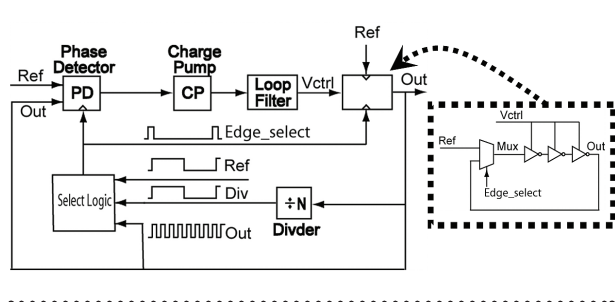 Ref
Phase
Detector
Charge
Pump
Ref
PD
CP
Loop
Filter
Vctrl
Out
Out
Edge_select
Ref
Select Logic
Div
÷N
Out
Divder
Vctrl
Ref
Mux
Out
Edge_select